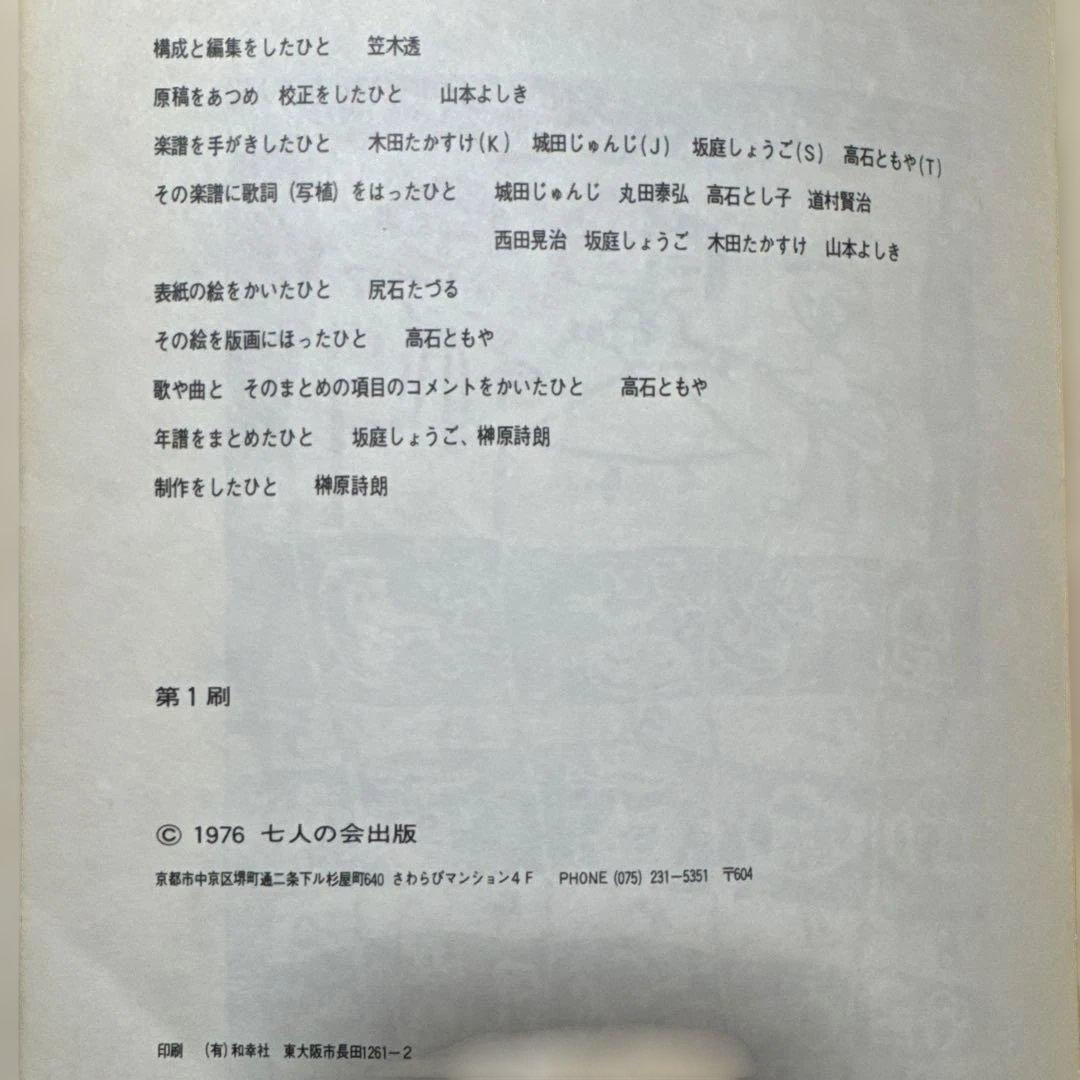 構成と編集をしたひと　　笠木透
原稿をあつめ　校正をしたひと　　山本よしき
楽譜を手がきしたひと　　木田たかすけ(K)　城田じゅんじ(J)　坂庭しょうご(S)　高石ともや(T)
その楽譜に歌詞（写植）をはったひと　　城田じゅんじ　丸田泰弘　高石とし子　道村賢治
西田晃治　坂庭しょうご　木田たかすけ　山本よしき
表紙の絵をかいたひと　　尻石たづる
その絵を版画にほったひと　　高石ともや
歌や曲と　そのまとめの項目のコメントをかいたひと　　高石ともや
年譜をまとめたひと　　坂庭しょうご、榊原詩朗
制作をしたひと　　榊原詩朗
第1刷
© 1976 七人の会出版
京都市中京区堺町通二条下ル杉屋町640 さわらびマンション4F　PHONE (075) 231−5351　〒604
印刷　(有)和幸社　東大阪市長田1261−2